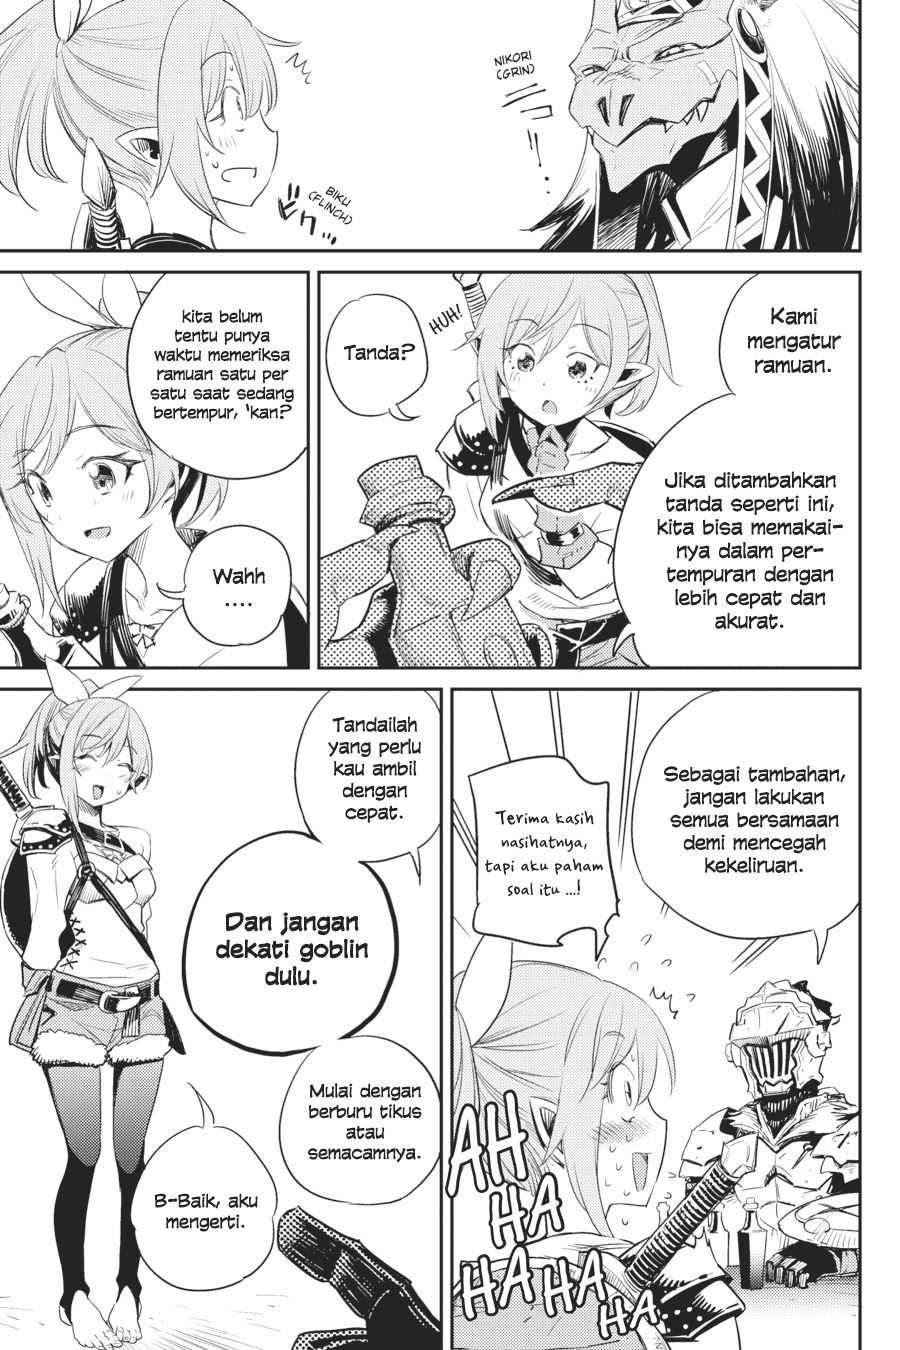 NIKORI
(GRIN)
BIKU
(FLINCH)
ビク...
Kami
mengatur
ramuan.
HUH!
Tanda?
Jika ditambahkan
tanda seperti ini,
kita bisa memakai-
nya dalam per-
tempuran dengan
lebih cepat dan
akurat.
kita belum
tentu punya
waktu memeriksa
ramuan satu per
satu saat sedang
bertempur, 'kan?
Wahh
....
Sebagai tambahan,
jangan lakukan
semua bersamaan
demi mencegah
kekeliruan.
Terima kasih
nasihatnya,
tapi aku paham
soal itu ...!
AH
HA
HA HA HA
Tandailah
yang perlu
kau ambil
dengan
cepat.
Dan jangan
dekati goblin
dulu.
Mulai dengan
berburu tikus
atau
semacamnya.
B-Baik, aku
mengerti.